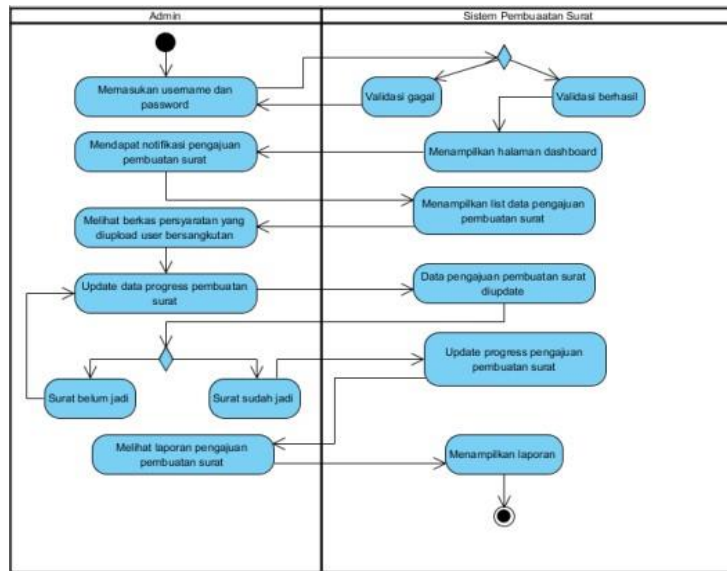 Admin
Sistem Pembuaatan Surat
Memasukan username dan
password
Validasi gagal
Validasi berhasil
Mendapat notifikasi pengajuan
pembuatan surat
Menampilkan halaman dashboard
Menampilkan list data pengajuan
pembuatan surat
Melihat berkas persyaratan yang
diupload user bersangkutan
Update data progress pembuatan
surat
Data pengajuan pembuatan surat
diupdate
Surat belum jadi
Surat sudah jadi
Update progress pengajuan
pembuatan surat
Melihat laporan pengajuan
pembuatan surat
Menampilkan laporan